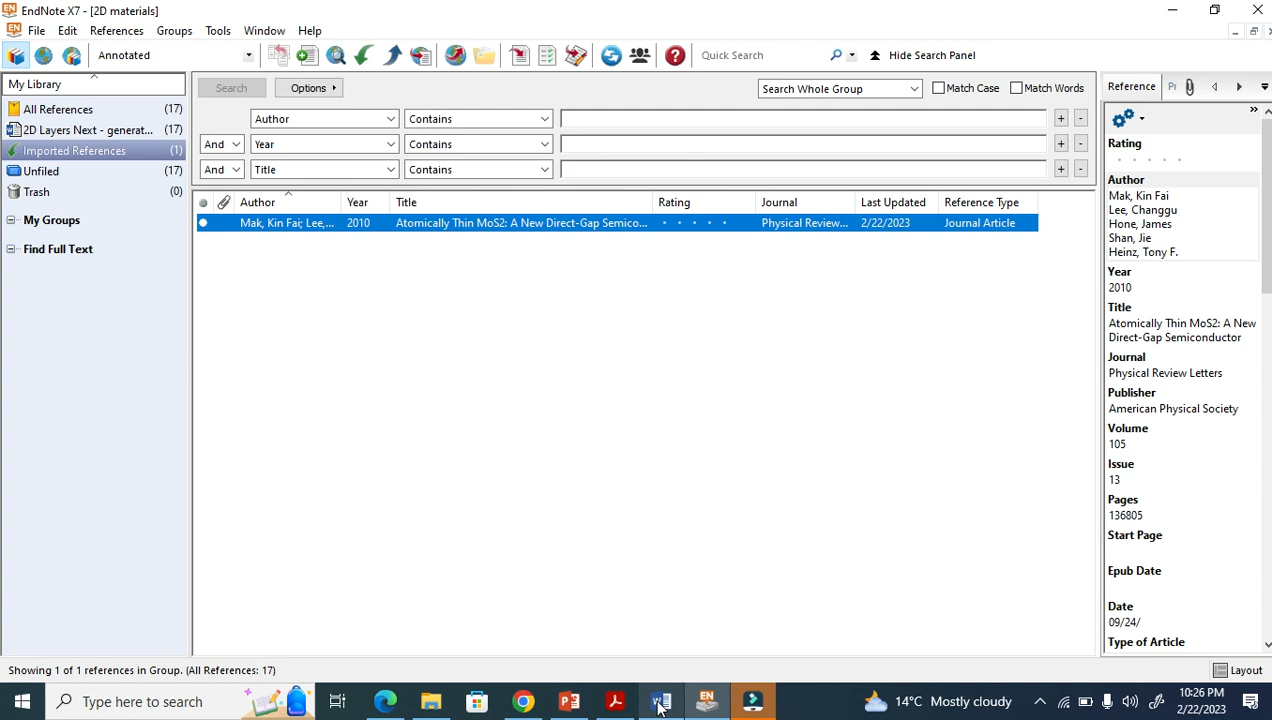 EndNote X7 - [2D materials]
File Edit References Groups Tools Window Help
Annotated Quick Search Hide Search Panel
My Library
All References (17)
2D Layers Next - generat... (17)
Imported References (1)
Unfiled (17)
Trash (0)
My Groups
Find Full Text
Search Options Search Whole Group Match Case Match Words
Author Contains + -
And Year Contains + -
And Title Contains + -
Author Year Title Rating Journal Last Updated Reference Type
Mak, Kin Fai; Lee,... 2010 Atomically Thin MoS2: A New Direct-Gap Semico... Physical Review... 2/22/2023 Journal Article
Reference
Rating
Author
Mak, Kin Fai
Lee, Changgu
Hone, James
Shan, Jie
Heinz, Tony F.
Year
2010
Title
Atomically Thin MoS2: A New
Direct-Gap Semiconductor
Journal
Physical Review Letters
Publisher
American Physical Society
Volume
105
Issue
13
Pages
136805
Start Page
Epub Date
Date
09/24/
Type of Article
Showing 1 of 1 references in Group. (All References: 17)
Layout
Type here to search
14°C Mostly cloudy
10:26 PM
2/22/2023